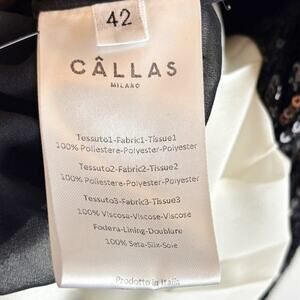 42
CÂLLAS
MILANO
Tessuto1-Fabric1-Tissue1
100% Poliestere-Polyester-Polyester
Tessuto2-Fabric2-Tissue2
100% Poliestere-Polyester-Polyester
Tessuto3-Fabric3-Tissue3
100% Viscosa-Viscose-Viscose
Fodera-Lining-Doublure
100% Seta-Silk-Soie
Prodotto in Italia